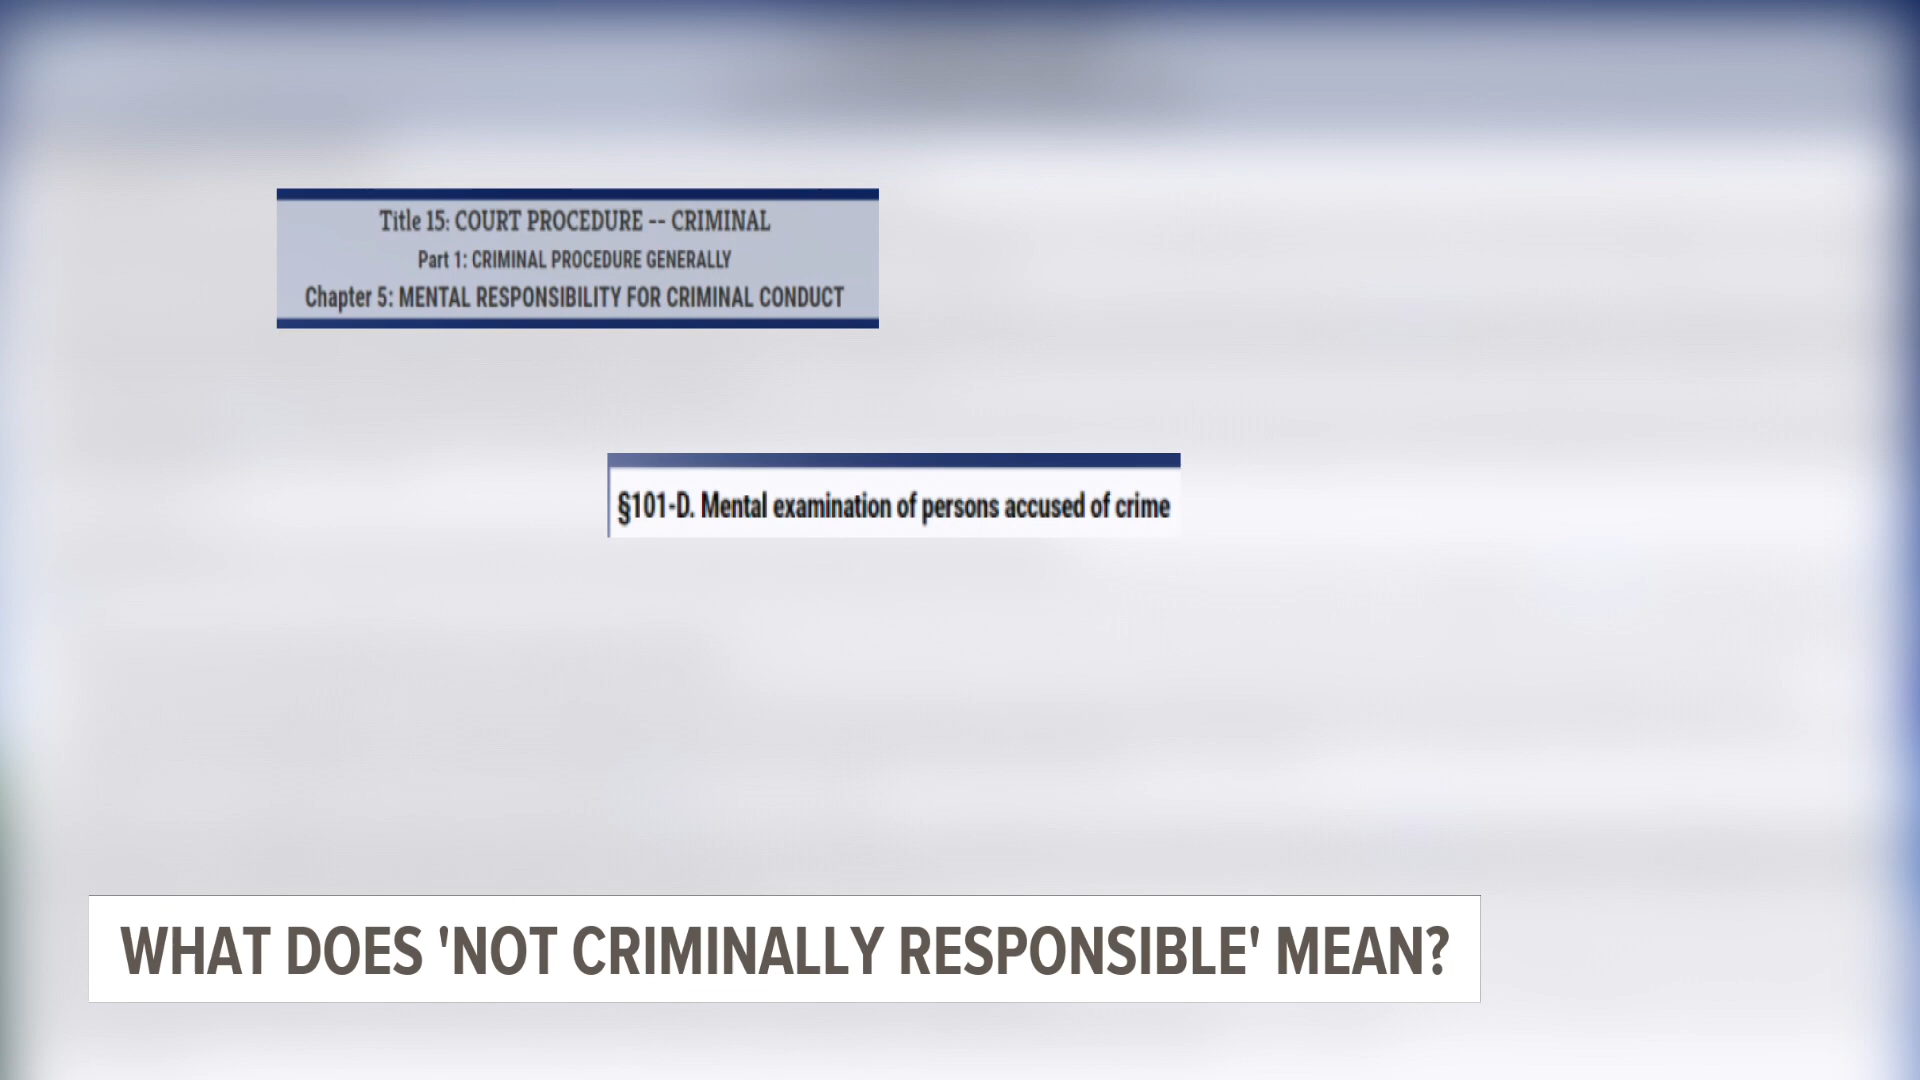 Title 15: COURT PROCEDURE -- CRIMINAL
Part 1: CRIMINAL PROCEDURE GENERALLY
Chapter 5: MENTAL RESPONSIBILITY FOR CRIMINAL CONDUCT
§101-D. Mental examination of persons accused of crime
WHAT DOES 'NOT CRIMINALLY RESPONSIBLE' MEAN?